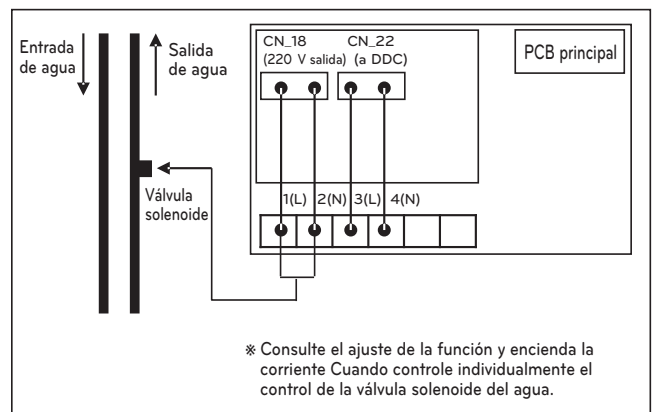 Entrada
de agua
Salida
de agua
CN_18
(220 V salida)
CN_22
(a DDC)
PCB principal
Válvula
solenoide
1(L) 2(N) 3(L) 4(N)
※ Consulte el ajuste de la función y encienda la
corriente Cuando controle individualmente el
control de la válvula solenoide del agua.